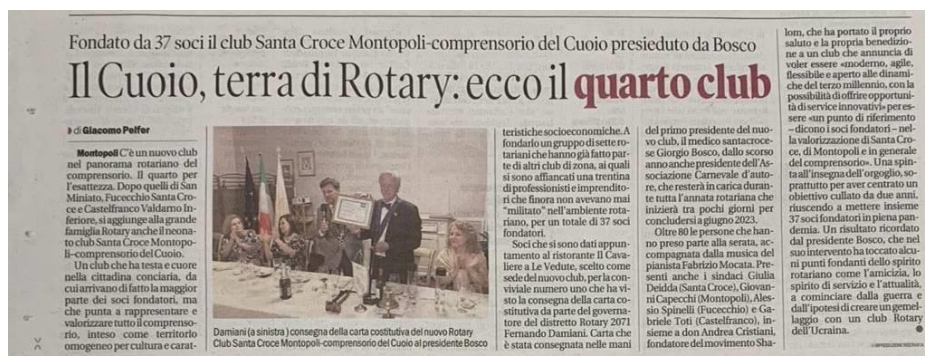 Fondato da 37 soci il club Santa Croce Montopoli-comprensorio del Cuoio presieduto da Bosco
Il Cuoio, terra di Rotary: ecco il quarto club
di Giacomo Pelfer
Montopoli C'è un nuovo club
nel panorama rotariano del
comprensorio. Il quarto per
l'esattezza. Dopo quelli di San
Miniato, Fucecchio Santa Cro-
ce e Castelfranco Valdarno In-
feriore, si aggiunge alla grande
famiglia Rotary anche il neona-
to club Santa Croce Montopo-
li-comprensorio del Cuoio.
Un club che ha testa e cuore
nella cittadina conciaria, da
cui arrivano di fatto la maggior
parte dei soci fondatori, ma
che punta a rappresentare e
valorizzare tutto il comprenso-
rio, inteso come territorio
omogeneo per cultura e carat-
Damiani (a sinistra) consegna della carta costitutiva del nuovo Rotary
Club Santa Croce Montopoli-comprensorio del Cuoio al presidente Bosco
teristiche socioeconomiche. A
fondarlo un gruppo di sette ro-
tariani che hanno già fatto par-
te di altri club di zona, ai quali
si sono affiancati una trentina
di professionisti e imprendito-
ri che finora non avevano mai
"militato" nell'ambiente rota-
riano, per un totale di 37 soci
fondatori.
Soci che si sono dati appun-
tamento al ristorante Il Cava-
liere a Le Vedute, scelto come
sede del nuovo club, per la con-
viviale numero uno che ha vi-
sto la consegna della carta co-
stitutiva da parte del governa-
tore del distretto Rotary 2071
Fernando Damiani. Carta che
è stata consegnata nelle mani
del primo presidente del nuo-
vo club, il medico santacroce-
se Giorgio Bosco, dallo scorso
anno anche presidente dell'As-
sociazione Carnevale d'auto-
re, che resterà in carica duran-
te tutta l'annata rotariana che
inizierà tra pochi giorni per
concludersi a giugno 2023.
Oltre 80 le persone che han-
no preso parte alla serata, ac-
compagnata dalla musica del
pianista Fabrizio Mocata. Pre-
senti anche i sindaci Giulia
Deidda (Santa Croce), Giovan-
ni Capecchi (Montopoli), Ales-
sio Spinelli (Fucecchio) e Ga-
briele Toti (Castelfranco), in-
sieme a don Andrea Cristiani,
fondatore del movimento Sha-
lom, che ha portato il proprio
saluto e la propria benedizio-
ne a un club che annuncia di
voler essere «moderno, agile,
flessibile e aperto alle dinami-
che del terzo millennio, con la
possibilità di offrire opportuni-
tà di service innovativi» per es-
sere «un punto di riferimento
– dicono i soci fondatori – nel-
la valorizzazione di Santa Cro-
ce, di Montopoli e in generale
del comprensorio». Una spin-
ta all'insegna dell'orgoglio, so-
prattutto per aver centrato un
obiettivo cullato da due anni,
riuscendo a mettere insieme
37 soci fondatori in piena pan-
demia. Un risultato ricordato
dal presidente Bosco, che nel
suo intervento ha toccato alcu-
ni punti fondanti dello spirito
rotariano come l'amicizia, lo
spirito di servizio e l'attualità,
a cominciare dalla guerra e
dall'ipotesi di creare un gemel-
laggio con un club Rotary
dell'Ucraina.